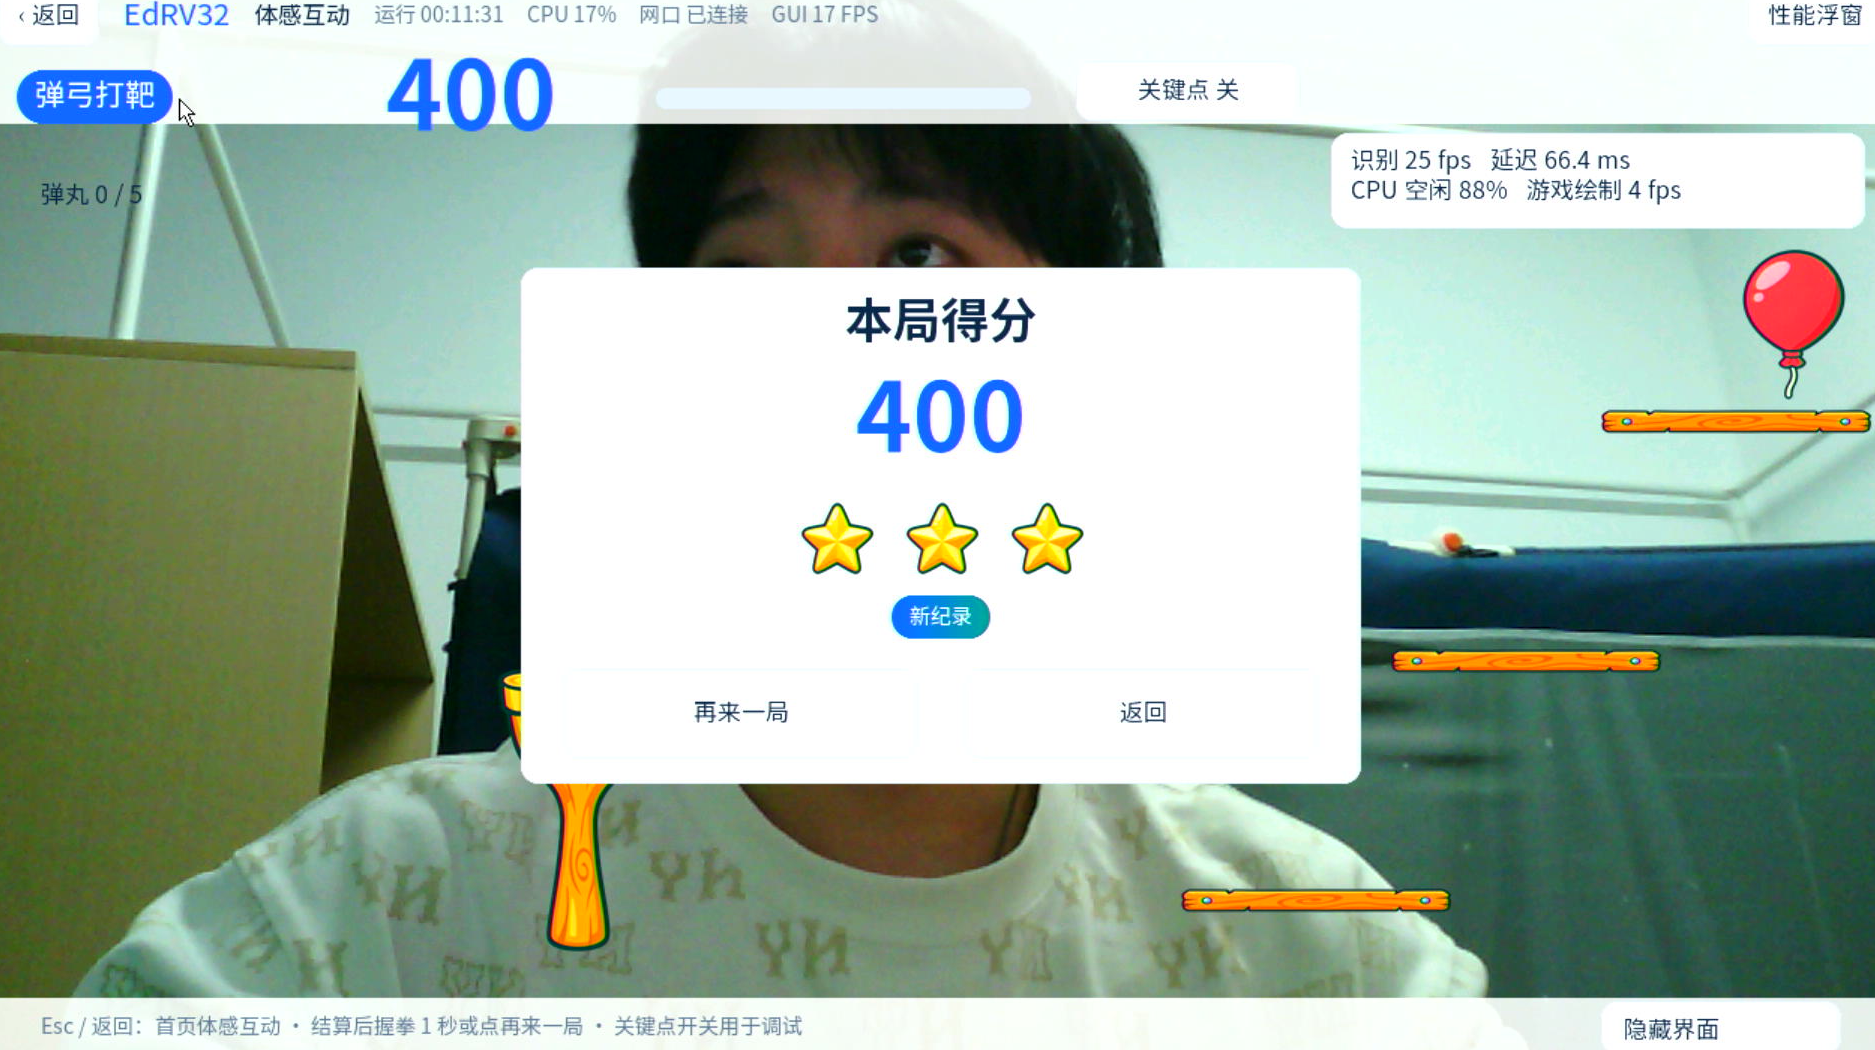 ‹ 返回 EdRV32 体感互动 运行 00:11:31 CPU 17% 网口 已连接 GUI 17 FPS 性能浮窗
弹弓打靶 400 关键点 关
识别 25 fps 延迟 66.4 ms
CPU 空闲 88% 游戏绘制 4 fps
弹丸 0 / 5
本局得分
400
新纪录
再来一局 返回
Esc / 返回：首页体感互动 • 结算后握拳 1 秒或点再来一局 • 关键点开关用于调试
隐藏界面